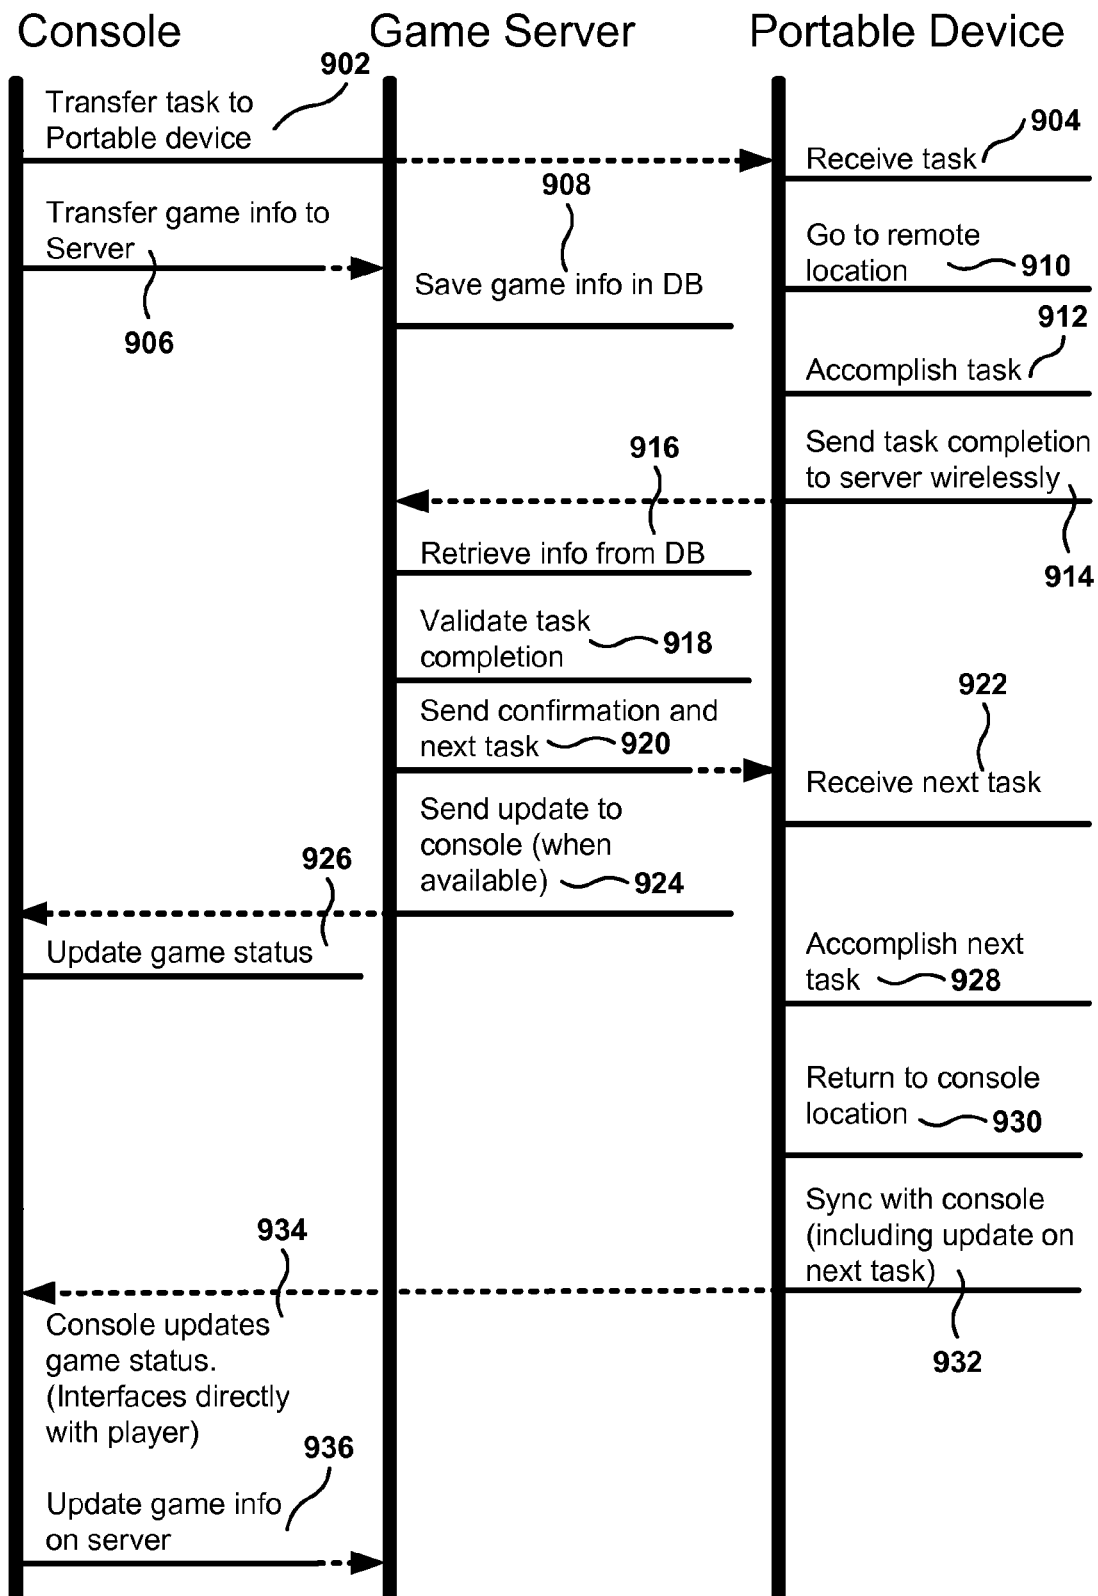 Console
Game Server
Portable Device
902
Transfer task to
Portable device
904
Receive task
908
Transfer game info to
Server
906
Save game info in DB
Go to remote
location
910
912
Accomplish task
Send task completion
to server wirelessly
914
916
Retrieve info from DB
Validate task
completion
918
Send confirmation and
next task
920
922
Receive next task
Send update to
console (when
available)
924
926
Update game status
Accomplish next
task
928
Return to console
location
930
Sync with console
(including update on
next task)
932
934
Console updates
game status.
(Interfaces directly
with player)
936
Update game info
on server